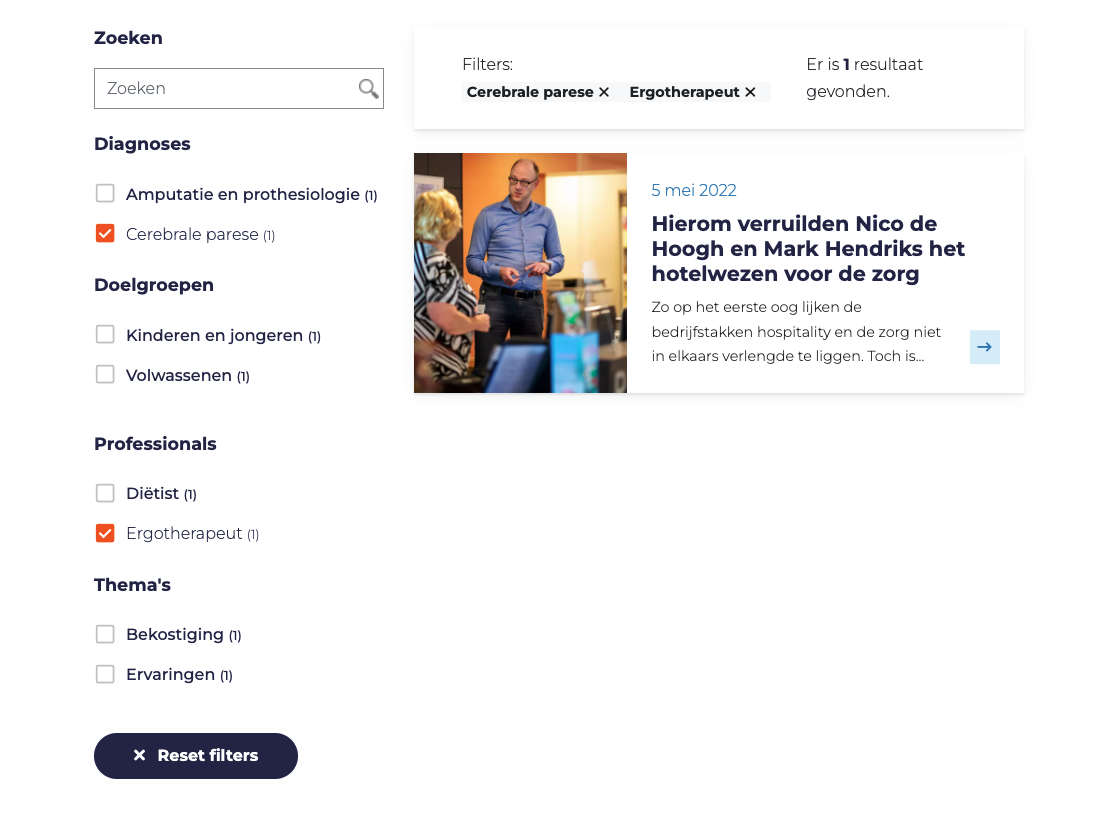 Zoeken
Zoeken
Diagnoses
Amputatie en prothesiologie (1)
Cerebrale parese (1)
Doelgroepen
Kinderen en jongeren (1)
Volwassenen (1)
Professionals
Diëtist (1)
Ergotherapeut (1)
Thema's
Bekostiging (1)
Ervaringen (1)
Reset filters
Filters:
Cerebrale parese ✕ Ergotherapeut ✕
Er is 1 resultaat
gevonden.
5 mei 2022
Hierom verruilden Nico de
Hoogh en Mark Hendriks het
hotelwezen voor de zorg
Zo op het eerste oog lijken de
bedrijfstakken hospitality en de zorg niet
in elkaars verlengde te liggen. Toch is...